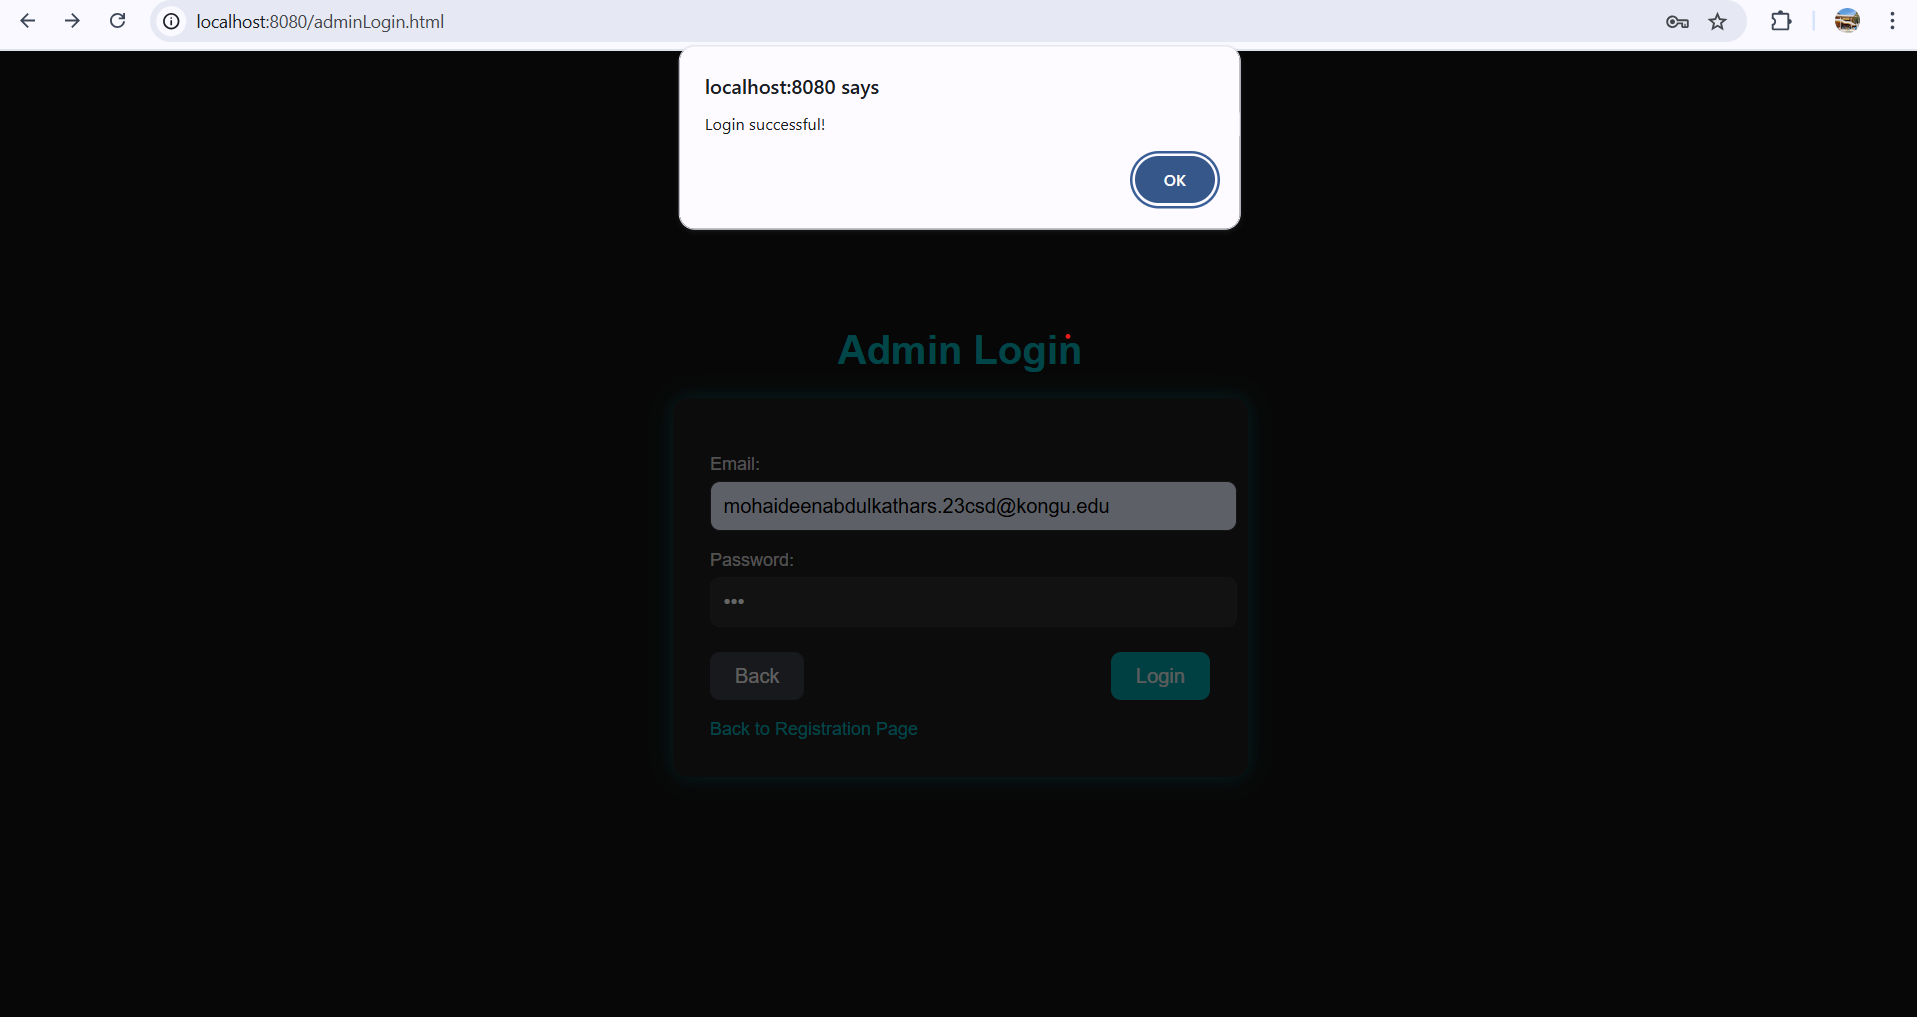 localhost:8080/adminLogin.html
localhost:8080 says
Login successful!
OK
Admin Login
Email:
mohaideenabdulkathars.23csd@kongu.edu
Password:
•••
Back
Login
Back to Registration Page